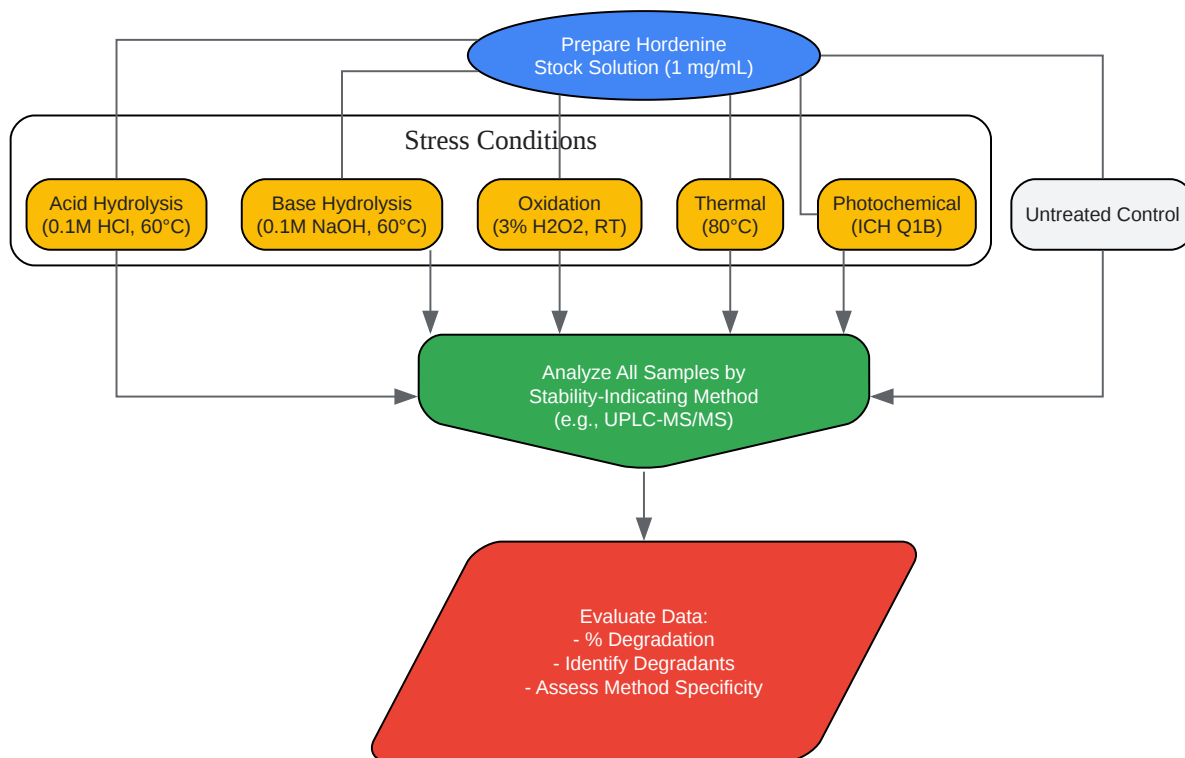 Prepare Hordenine
Stock Solution (1 mg/mL)
Stress Conditions
Acid Hydrolysis
(0.1M HCl, 60°C)
Base Hydrolysis
(0.1M NaOH, 60°C)
Oxidation
(3% H2O2, RT)
Thermal
(80°C)
Photochemical
(ICH Q1B)
Untreated Control
Analyze All Samples by
Stability-Indicating Method
(e.g., UPLC-MS/MS)
Evaluate Data:
- % Degradation
- Identify Degradants
- Assess Method Specificity